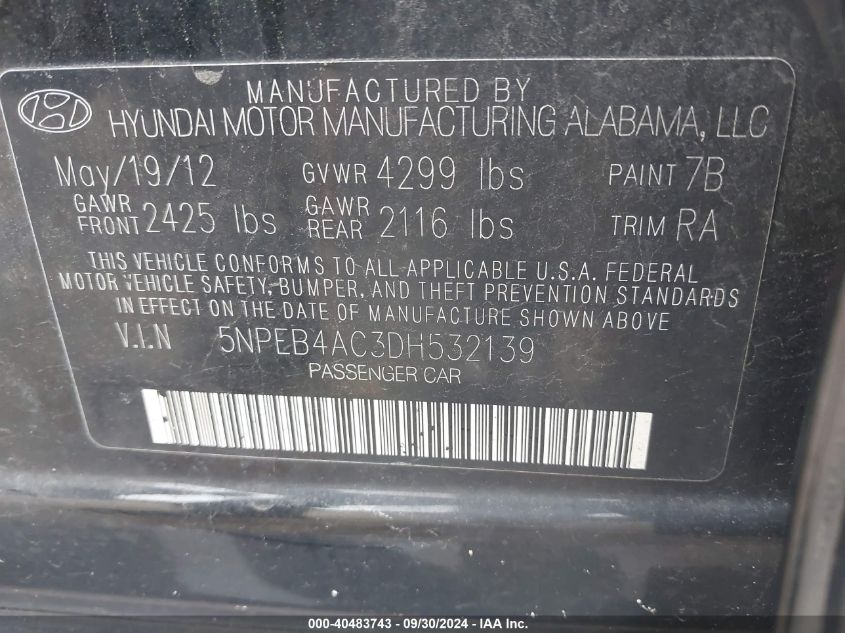 MANUFACTURED BY
HYUNDAI MOTOR MANUFACTURING ALABAMA, LLC
May/19/12 GVWR 4299 lbs PAINT 7B
GAWR FRONT 2425 lbs GAWR REAR 2116 lbs TRIM RA
THIS VEHICLE CONFORMS TO ALL APPLICABLE U.S.A. FEDERAL
MOTOR VEHICLE SAFETY, BUMPER, AND THEFT PREVENTION STANDARDS
IN EFFECT ON THE DATE OF MANUFACTURE SHOWN ABOVE
V.I.N 5NPEB4AC3DH532139
PASSENGER CAR
000-40483743 - 09/30/2024 - IAA Inc.